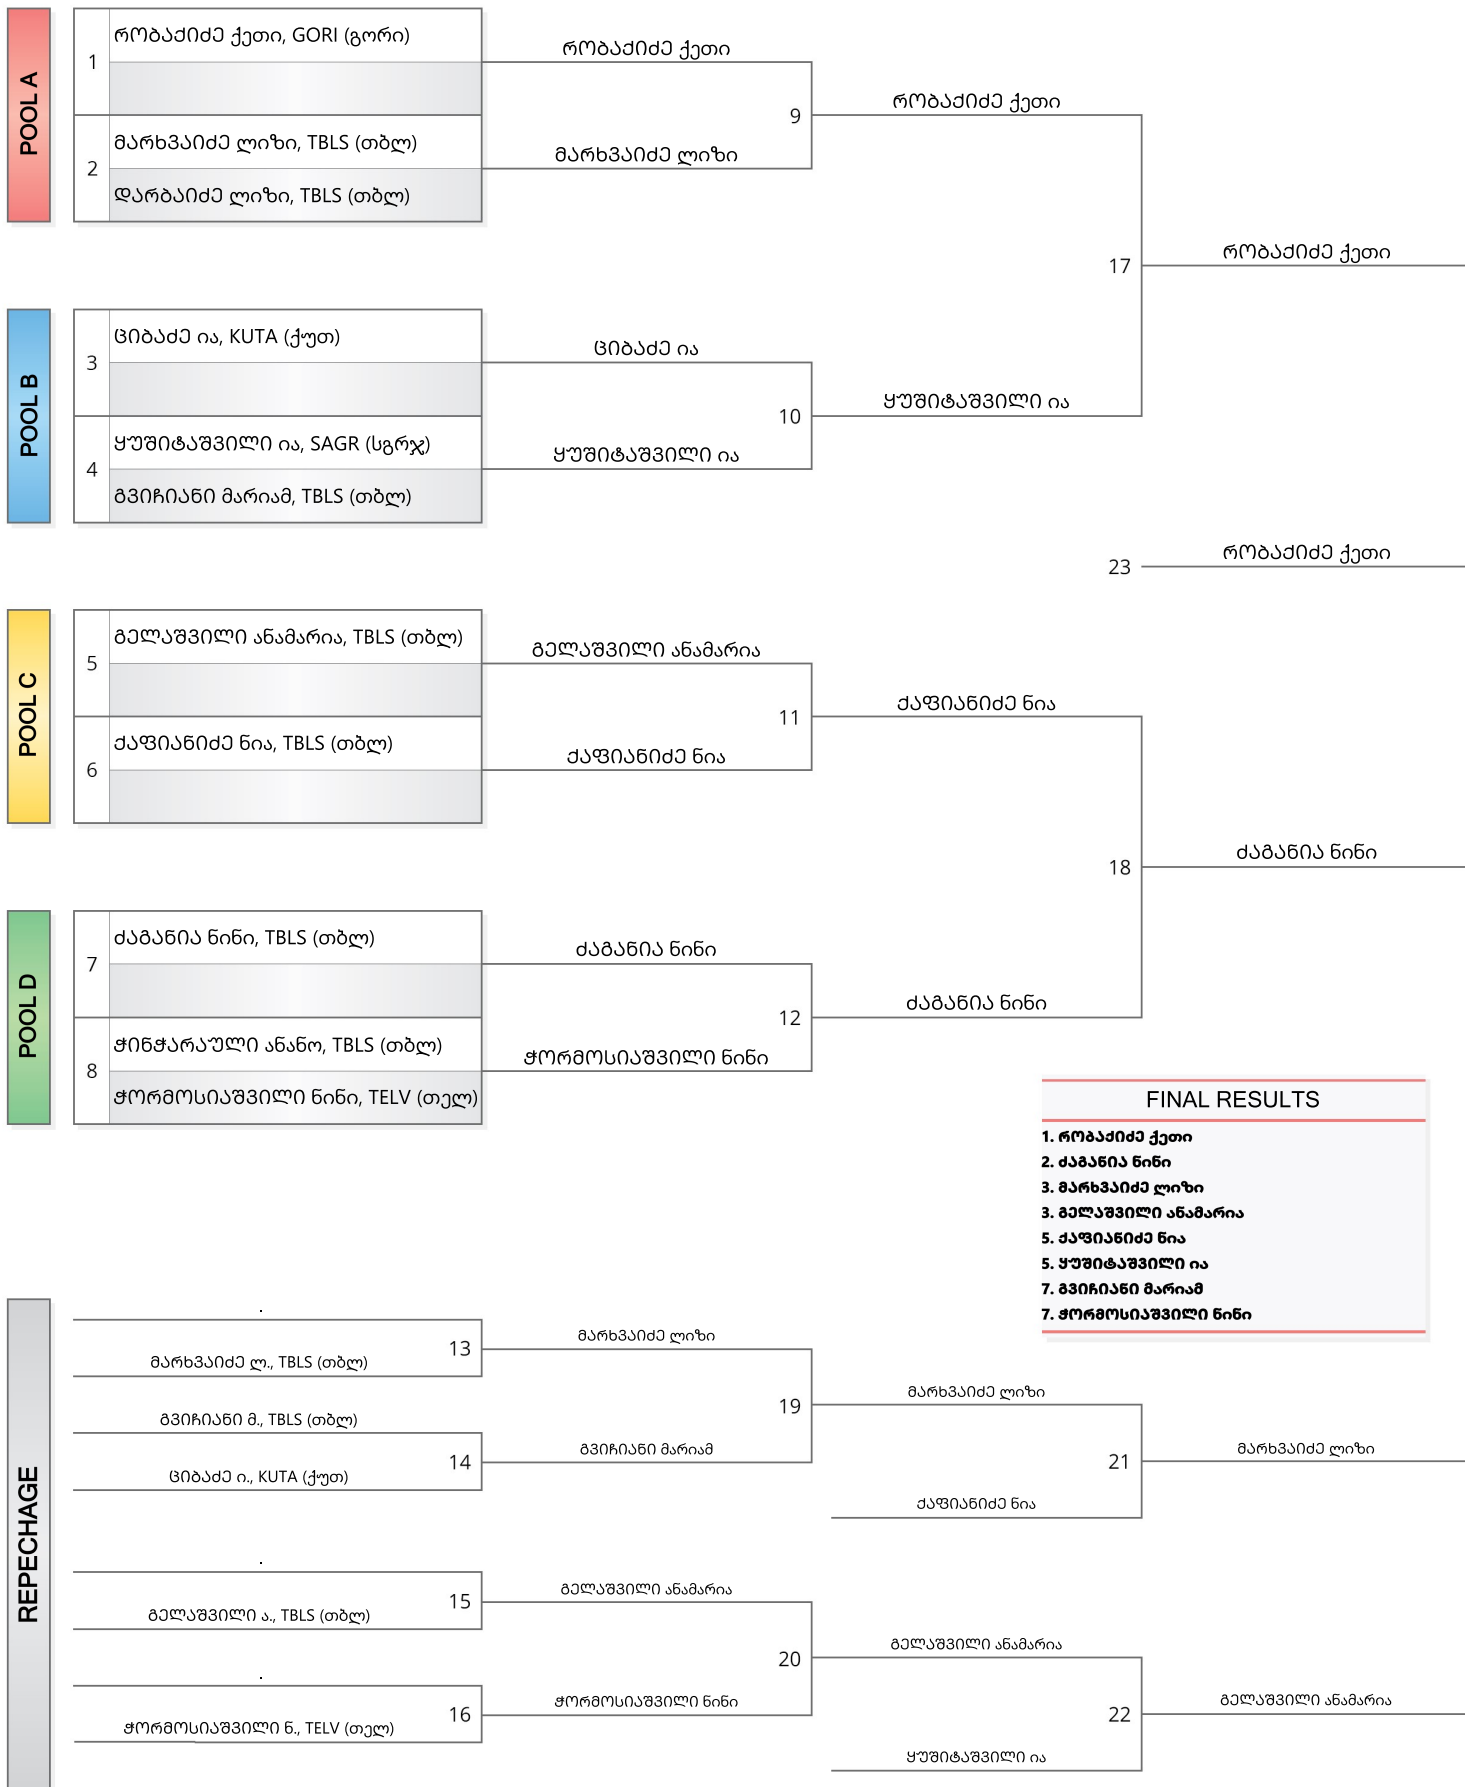 POOL A
1
ᲠᲝᲑᲐᲥᲘᲫᲔ ქეთი, GORI (გორი)
2
ᲛᲐᲠᲮᲕᲐᲘᲫᲔ ლიზი, TBLS (თბლ)
ᲓᲐᲠᲑᲐᲘᲫᲔ ლიზი, TBLS (თბლ)
ᲠᲝᲑᲐᲥᲘᲫᲔ ქეთი
ᲛᲐᲠᲮᲕᲐᲘᲫᲔ ლიზი
9
ᲠᲝᲑᲐᲥᲘᲫᲔ ქეთი
POOL B
3
ᲪᲘᲑᲐᲫᲔ ია, KUTA (ქუთ)
4
ᲧᲣᲨᲘᲢᲐᲨᲕᲘᲚᲘ ია, SAGR (სგრჯ)
ᲒᲕᲘᲩᲘᲐᲜᲘ მარიამ, TBLS (თბლ)
ᲪᲘᲑᲐᲫᲔ ია
ᲧᲣᲨᲘᲢᲐᲨᲕᲘᲚᲘ ია
10
ᲧᲣᲨᲘᲢᲐᲨᲕᲘᲚᲘ ია
17
ᲠᲝᲑᲐᲥᲘᲫᲔ ქეთი
23
ᲠᲝᲑᲐᲥᲘᲫᲔ ქეთი
POOL C
5
ᲒᲔᲚᲐᲨᲕᲘᲚᲘ ანამარია, TBLS (თბლ)
6
ᲥᲐᲤᲘᲐᲜᲘᲫᲔ ნია, TBLS (თბლ)
ᲒᲔᲚᲐᲨᲕᲘᲚᲘ ანამარია
ᲥᲐᲤᲘᲐᲜᲘᲫᲔ ნია
11
ᲥᲐᲤᲘᲐᲜᲘᲫᲔ ნია
18
ᲫᲐᲒᲐᲜᲘᲐ ნინი
POOL D
7
ᲫᲐᲒᲐᲜᲘᲐ ნინი, TBLS (თბლ)
8
ᲭᲘᲜᲭᲐᲠᲐᲣᲚᲘ ანანო, TBLS (თბლ)
ᲭᲝᲠᲛᲝᲡᲘᲐᲨᲕᲘᲚᲘ ნინი, TELV (თელ)
ᲫᲐᲒᲐᲜᲘᲐ ნინი
ᲭᲝᲠᲛᲝᲡᲘᲐᲨᲕᲘᲚᲘ ნინი
12
ᲫᲐᲒᲐᲜᲘᲐ ნინი
FINAL RESULTS
1. ᲠᲝᲑᲐᲥᲘᲫᲔ ქეთი
2. ᲫᲐᲒᲐᲜᲘᲐ ნინი
3. ᲛᲐᲠᲮᲕᲐᲘᲫᲔ ლიზი
3. ᲒᲔᲚᲐᲨᲕᲘᲚᲘ ანამარია
5. ᲥᲐᲤᲘᲐᲜᲘᲫᲔ ნია
5. ᲧᲣᲨᲘᲢᲐᲨᲕᲘᲚᲘ ია
7. ᲒᲕᲘᲩᲘᲐᲜᲘ მარიამ
7. ᲭᲝᲠᲛᲝᲡᲘᲐᲨᲕᲘᲚᲘ ნინი
REPECHAGE
.
13
ᲛᲐᲠᲮᲕᲐᲘᲫᲔ ლ., TBLS (თბლ)
ᲒᲕᲘᲩᲘᲐᲜᲘ მ., TBLS (თბლ)
14
ᲪᲘᲑᲐᲫᲔ ი., KUTA (ქუთ)
ᲛᲐᲠᲮᲕᲐᲘᲫᲔ ლიზი
19
ᲒᲕᲘᲩᲘᲐᲜᲘ მარიამ
ᲛᲐᲠᲮᲕᲐᲘᲫᲔ ლიზი
21
ᲥᲐᲤᲘᲐᲜᲘᲫᲔ ნია
ᲛᲐᲠᲮᲕᲐᲘᲫᲔ ლიზი
.
15
ᲒᲔᲚᲐᲨᲕᲘᲚᲘ ა., TBLS (თბლ)
.
16
ᲭᲝᲠᲛᲝᲡᲘᲐᲨᲕᲘᲚᲘ ნ., TELV (თელ)
ᲒᲔᲚᲐᲨᲕᲘᲚᲘ ანამარია
20
ᲭᲝᲠᲛᲝᲡᲘᲐᲨᲕᲘᲚᲘ ნინი
ᲒᲔᲚᲐᲨᲕᲘᲚᲘ ანამარია
22
ᲧᲣᲨᲘᲢᲐᲨᲕᲘᲚᲘ ია
ᲒᲔᲚᲐᲨᲕᲘᲚᲘ ანამარია